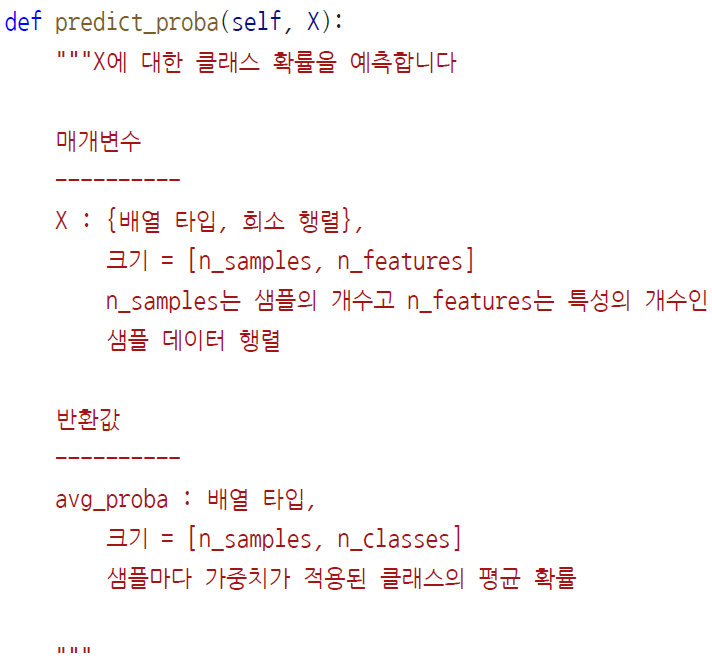 def predict_proba(self, X):
"""X에 대한 클래스 확률을 예측합니다
매개변수
----------
X : {배열 타입, 희소 행렬},
크기 = [n_samples, n_features]
n_samples는 샘플의 개수고 n_features는 특성의 개수인
샘플 데이터 행렬
반환값
----------
avg_proba : 배열 타입,
크기 = [n_samples, n_classes]
샘플마다 가중치가 적용된 클래스의 평균 확률
"""